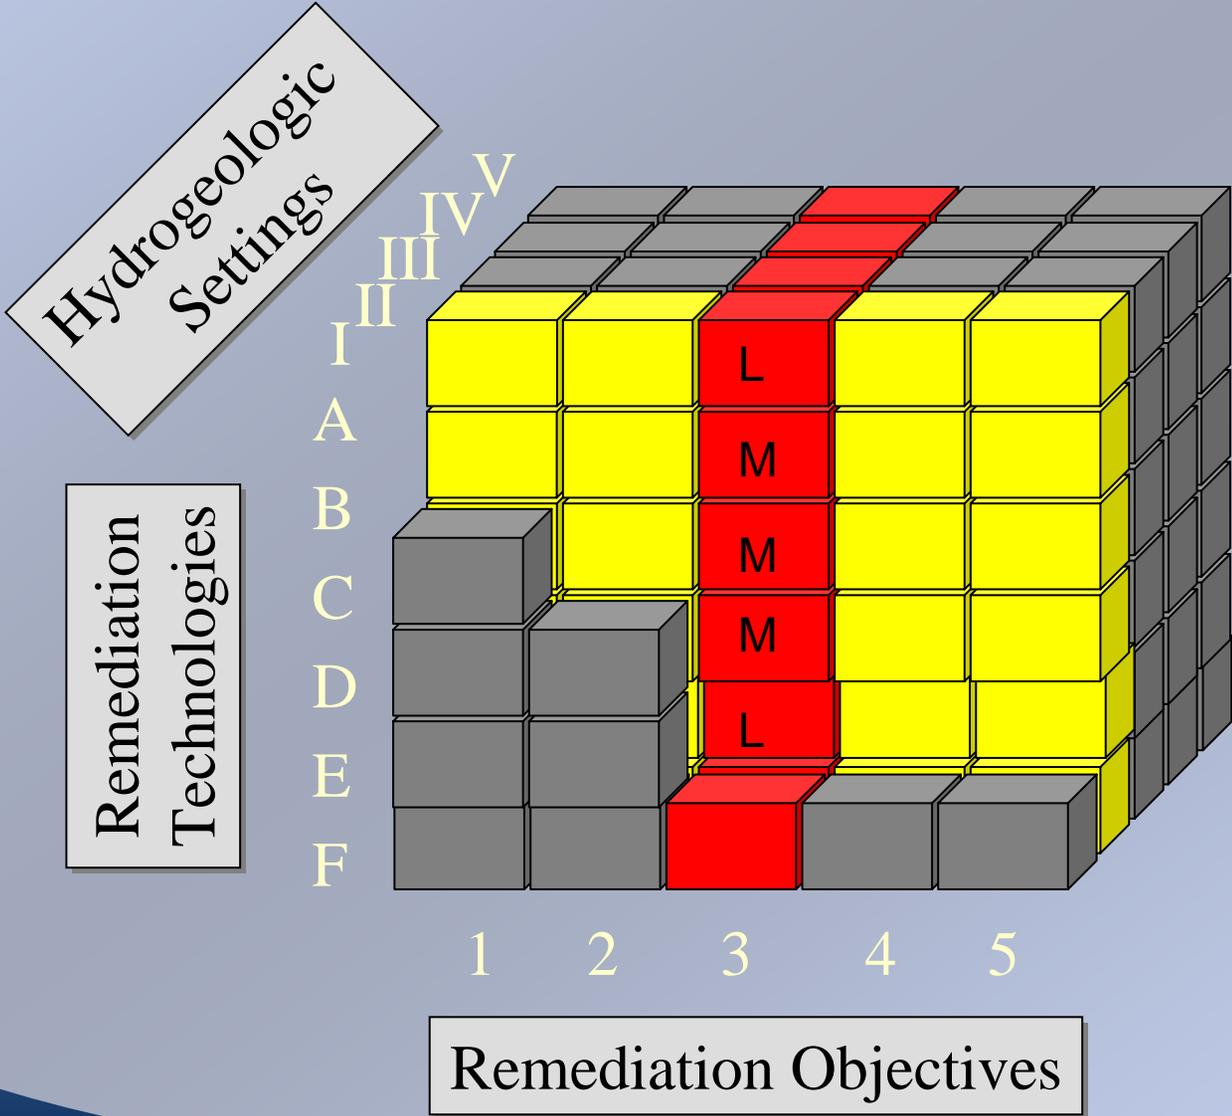 Hydrogeologic
Settings
V
IV
III
II
I
A
B
C
D
E
F
Remediation
Technologies
L
M
M
M
L
1 2 3 4 5
Remediation Objectives